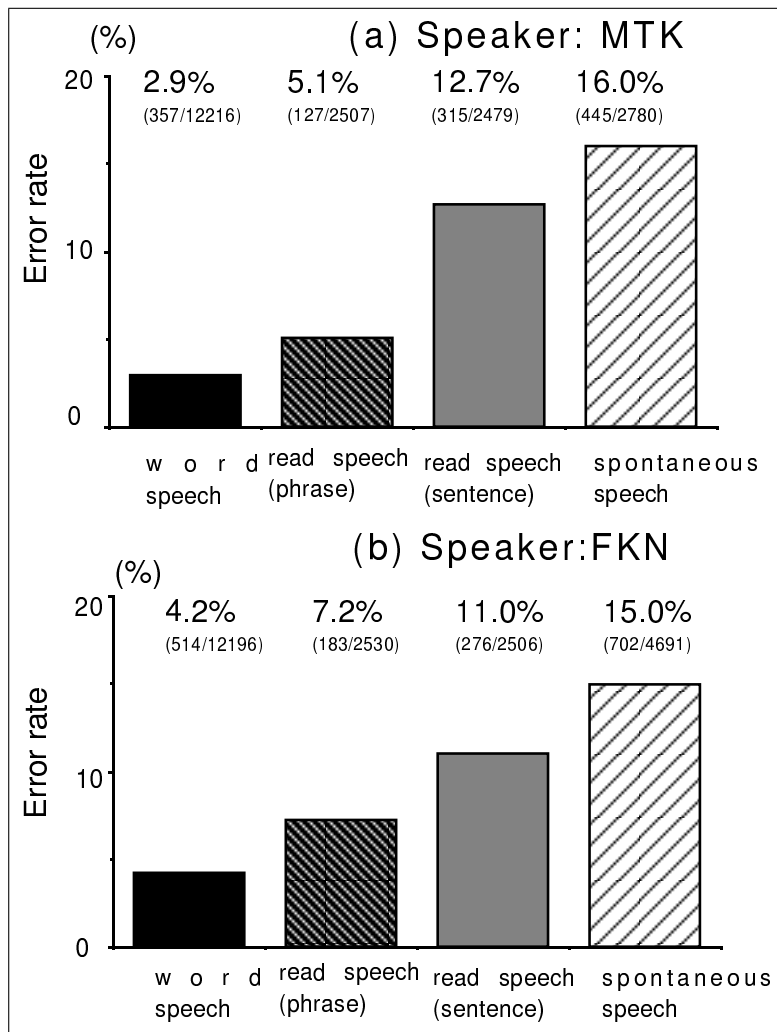 (%)
(a) Speaker: MTK
20
2.9% 5.1% 12.7% 16.0%
(357/12216) (127/2507) (315/2479) (445/2780)
Error rate
10
0
word speech
read speech (phrase)
read speech (sentence)
spontaneous speech
(b) Speaker:FKN
(%)
20
4.2% 7.2% 11.0% 15.0%
(514/12196) (183/2530) (276/2506) (702/4691)
Error rate
10
0
word speech
read speech (phrase)
read speech (sentence)
spontaneous speech